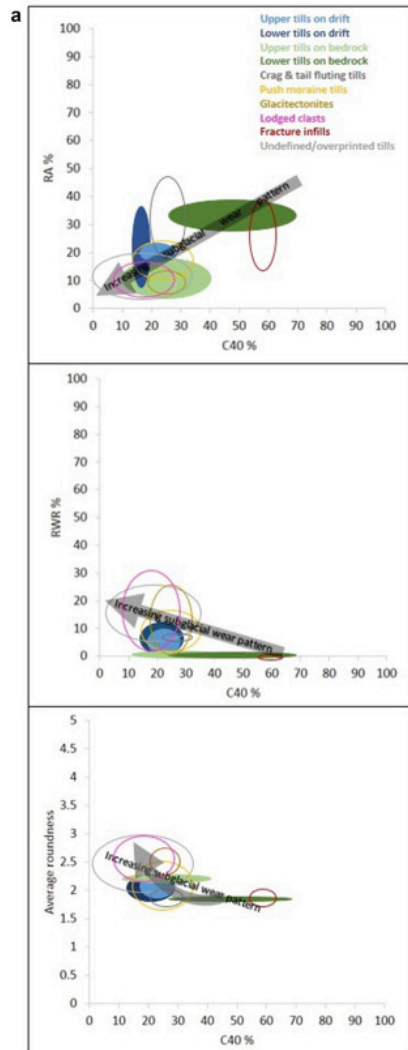 a
Upper tills on drift
Lower tills on drift
Upper tills on bedrock
Lower tills on bedrock
Crag & tail fluting tills
Push moraine tills
Glacitectonites
Lodged clasts
Fracture infills
Undefined/overprinted tills
100
90
80
70
60
50
40
30
20
10
0
RA %
Increasing subglacial wear pattern
0 10 20 30 40 50 60 70 80 90 100
C40 %
100
90
80
70
60
50
40
30
20
10
0
RWR %
Increasing subglacial wear pattern
0 10 20 30 40 50 60 70 80 90 100
C40 %
5
4.5
4
3.5
3
2.5
2
1.5
1
0.5
0
Average roundness
Increasing subglacial wear pattern
0 10 20 30 40 50 60 70 80 90 100
C40 %